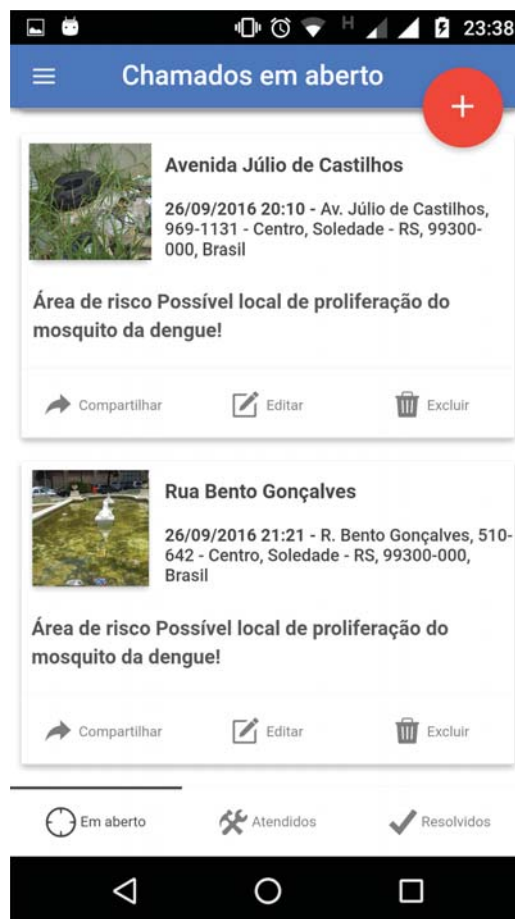 H 23:38
Chamados em aberto
+
Avenida Júlio de Castilhos
26/09/2016 20:10 - Av. Júlio de Castilhos,
969-1131 - Centro, Soledade - RS, 99300-
000, Brasil
Área de risco Possível local de proliferação do
mosquito da dengue!
Compartilhar Editar Excluir
Rua Bento Gonçalves
26/09/2016 21:21 - R. Bento Gonçalves, 510-
642 - Centro, Soledade - RS, 99300-000,
Brasil
Área de risco Possível local de proliferação do
mosquito da dengue!
Compartilhar Editar Excluir
Em aberto Atendidos Resolvidos